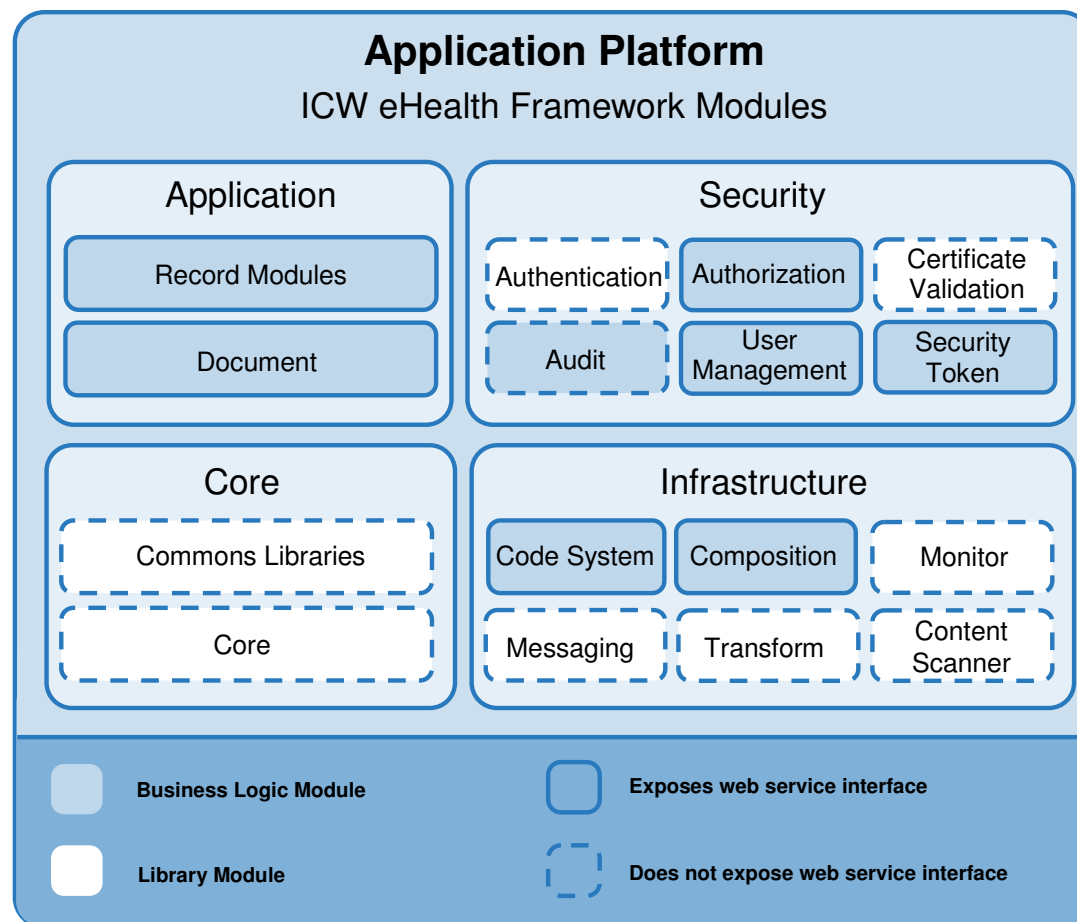 Application Platform
ICW eHealth Framework Modules
Application
Record Modules
Document
Security
Authentication
Authorization
Certificate
Validation
Audit
User
Management
Security
Token
Core
Commons Libraries
Core
Infrastructure
Code System
Composition
Monitor
Messaging
Transform
Content
Scanner
Business Logic Module
Exposes web service interface
Library Module
Does not expose web service interface